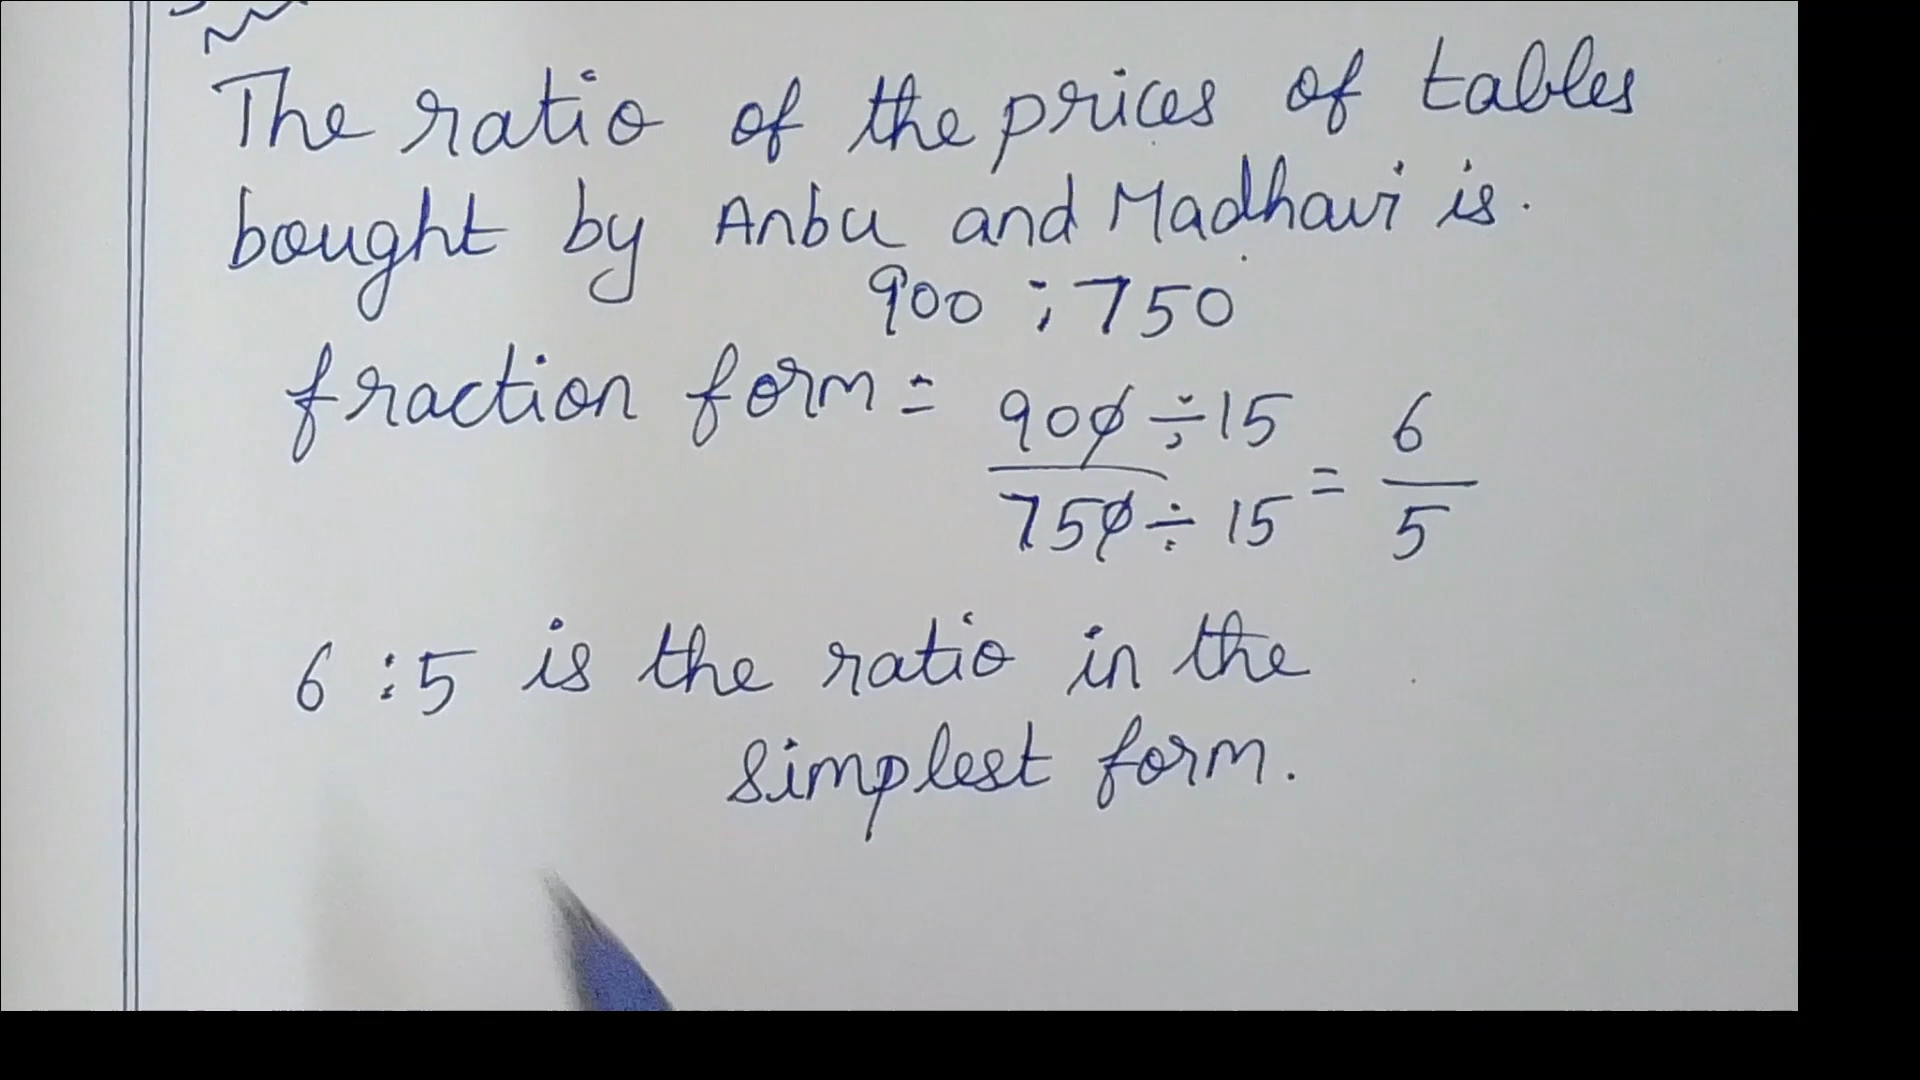 The ratio of the prices of tables
bought by Anbu and Madhavi is.
900 : 750
fraction form = 900 ÷ 15 / 750 ÷ 15 = 6 / 5
6 : 5 is the ratio in the
simplest form.